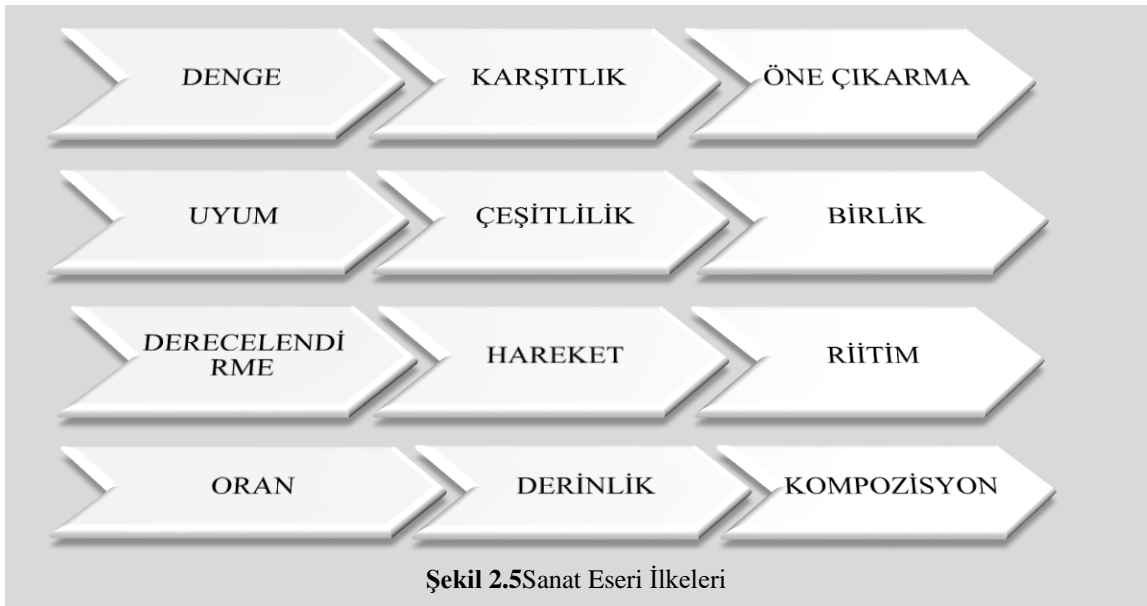 DENGE
KARŞITLIK
ÖNE ÇIKARMA
UYUM
ÇEŞİTLİLİK
BİRLİK
DERECELENDİ
RME
HAREKET
RİİTİM
ORAN
DERİNLİK
KOMPOZİSYON
Şekil 2.5Sanat Eseri İlkeleri